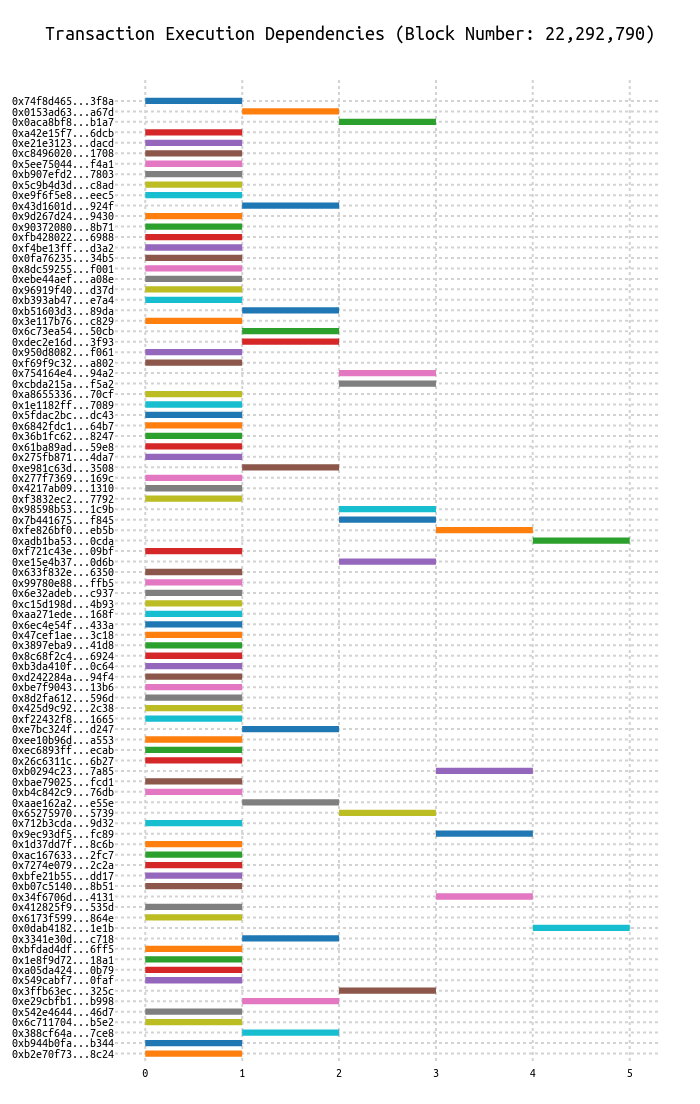 Transaction Execution Dependencies (Block Number: 22,292,790)
0x74f8d465...3f8a
0x0153ad63...a67d
0x0aca8bf8...b1a7
0xa42e15f7...6dcb
0xe21e3123...dacd
0xc8496020...1708
0x5ee75044...f4a1
0xb907efd2...7803
0x5c9b4d3d...c8ad
0xe9f6f5e8...eec5
0x43d1601d...924f
0x9d267d24...9430
0x90372080...8b71
0xfb428022...6988
0xf4be13ff...d3a2
0x0fa76235...34b5
0x8dc59255...f001
0xebe44aef...a08e
0x96919f40...d37d
0xb393ab47...e7a4
0xb51603d3...89da
0x3e117b76...c829
0x6c73ea54...50cb
0xdec2e16d...3f93
0x950d8082...f061
0xf69f9c32...a802
0x754164e4...94a2
0xcbda215a...f5a2
0xa8655336...70cf
0x1e1182ff...7089
0x5fdac2bc...dc43
0x6842fdc1...64b7
0x36b1fc62...8247
0x61ba89ad...59e8
0x275fb871...4da7
0xe981c63d...3508
0x277f7369...169c
0x4217ab09...1310
0xf3832ec2...7792
0x98598b53...1c9b
0x7b441675...f845
0xfe826bf0...eb5b
0xadb1ba53...0cda
0xf721c43e...09bf
0xe15e4b37...0d6b
0x633f832e...6350
0x99780e88...ffb5
0x6e32adeb...c937
0xc15d198d...4b93
0xaa271ede...168f
0x6ec4e54f...433a
0x47cef1ae...3c18
0x3897eba9...41d8
0x8c68f2c4...6924
0xb3da410f...0c64
0xd242284a...94f4
0xbe7f9043...13b6
0x8d2fa612...596d
0x425d9c92...2c38
0xf22432f8...1665
0xe7bc324f...d247
0xee10b96d...a553
0xec6893ff...ecab
0x26c6311c...6b27
0xb0294c23...7a85
0xbae79025...fcd1
0xb4c842c9...76db
0xaae162a2...e55e
0x65275970...5739
0x712b3cda...9d32
0x9ec93df5...fc89
0x1d37dd7f...8c6b
0xac167633...2fc7
0x7274e079...2c2a
0xbfe21b55...dd17
0xb07c5140...8b51
0x34f6706d...4131
0x412825f9...535d
0x6173f599...864e
0x0dab4182...1e1b
0x3341e30d...c718
0xbfdad4df...6ff5
0x1e8f9d72...18a1
0xa05da424...0b79
0x549cabf7...0faf
0x3ffb63ec...325c
0xe29cbfb1...b998
0x542e4644...46d7
0x6c711704...b5e2
0x388cf64a...7ce8
0xb944b0fa...b344
0xb2e70f73...8c24
0 1 2 3 4 5